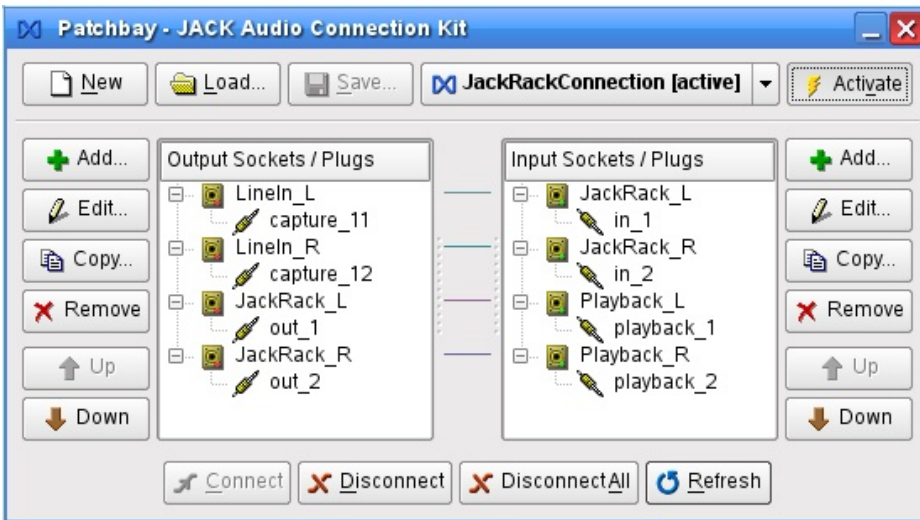 Patchbay - JACK Audio Connection Kit
New Load... Save... JackRackConnection [active] Activate
Add...
Edit...
Copy...
Remove
Up
Down
Output Sockets / Plugs
LineIn_L
capture_11
LineIn_R
capture_12
JackRack_L
out_1
JackRack_R
out_2
Input Sockets / Plugs
JackRack_L
in_1
JackRack_R
in_2
Playback_L
playback_1
Playback_R
playback_2
Add...
Edit...
Copy...
Remove
Up
Down
Connect Disconnect DisconnectAll Refresh